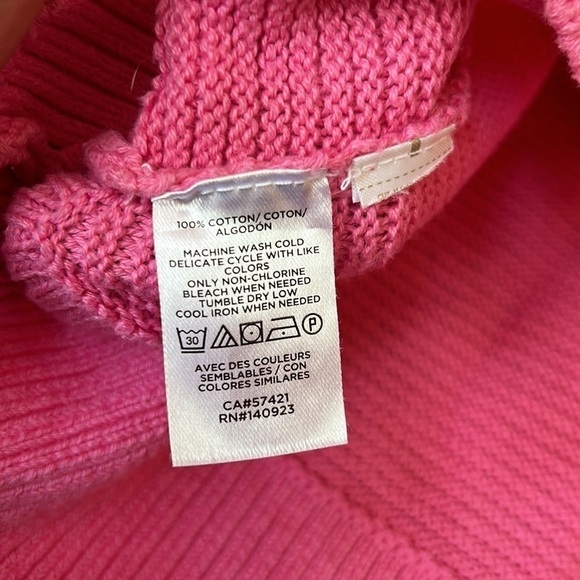 100% COTTON/ COTON/
ALGODÓN
MACHINE WASH COLD
DELICATE CYCLE WITH LIKE
COLORS
ONLY NON-CHLORINE
BLEACH WHEN NEEDED
TUMBLE DRY LOW
COOL IRON WHEN NEEDED
30 P
AVEC DES COULEURS
SEMBLABLES / CON
COLORES SIMILARES
CA#57421
RN#140923